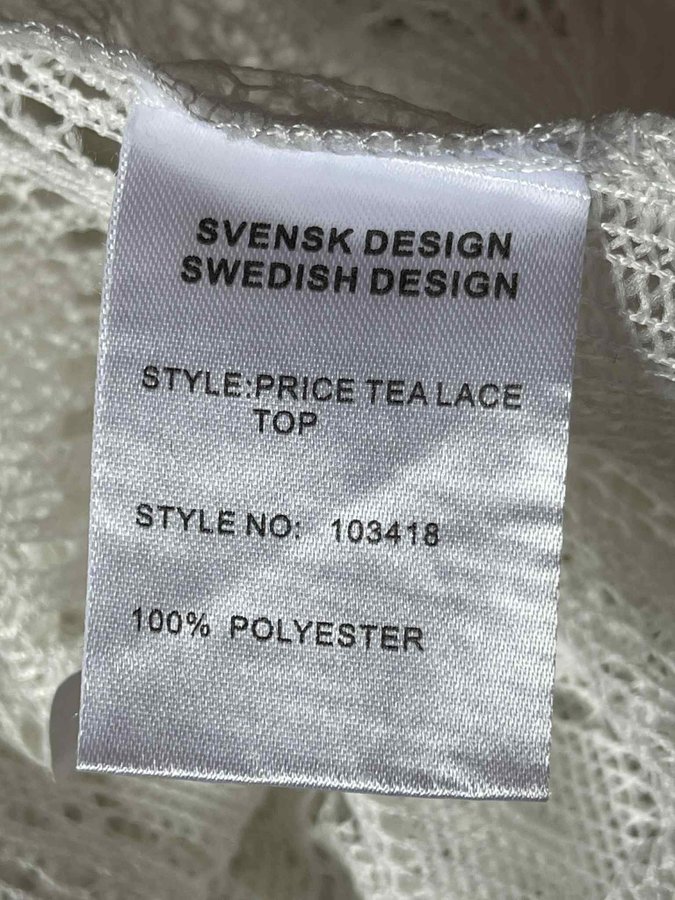 SVENSK DESIGN
SWEDISH DESIGN
STYLE:PRICE TEA LACE
TOP
STYLE NO: 103418
100% POLYESTER